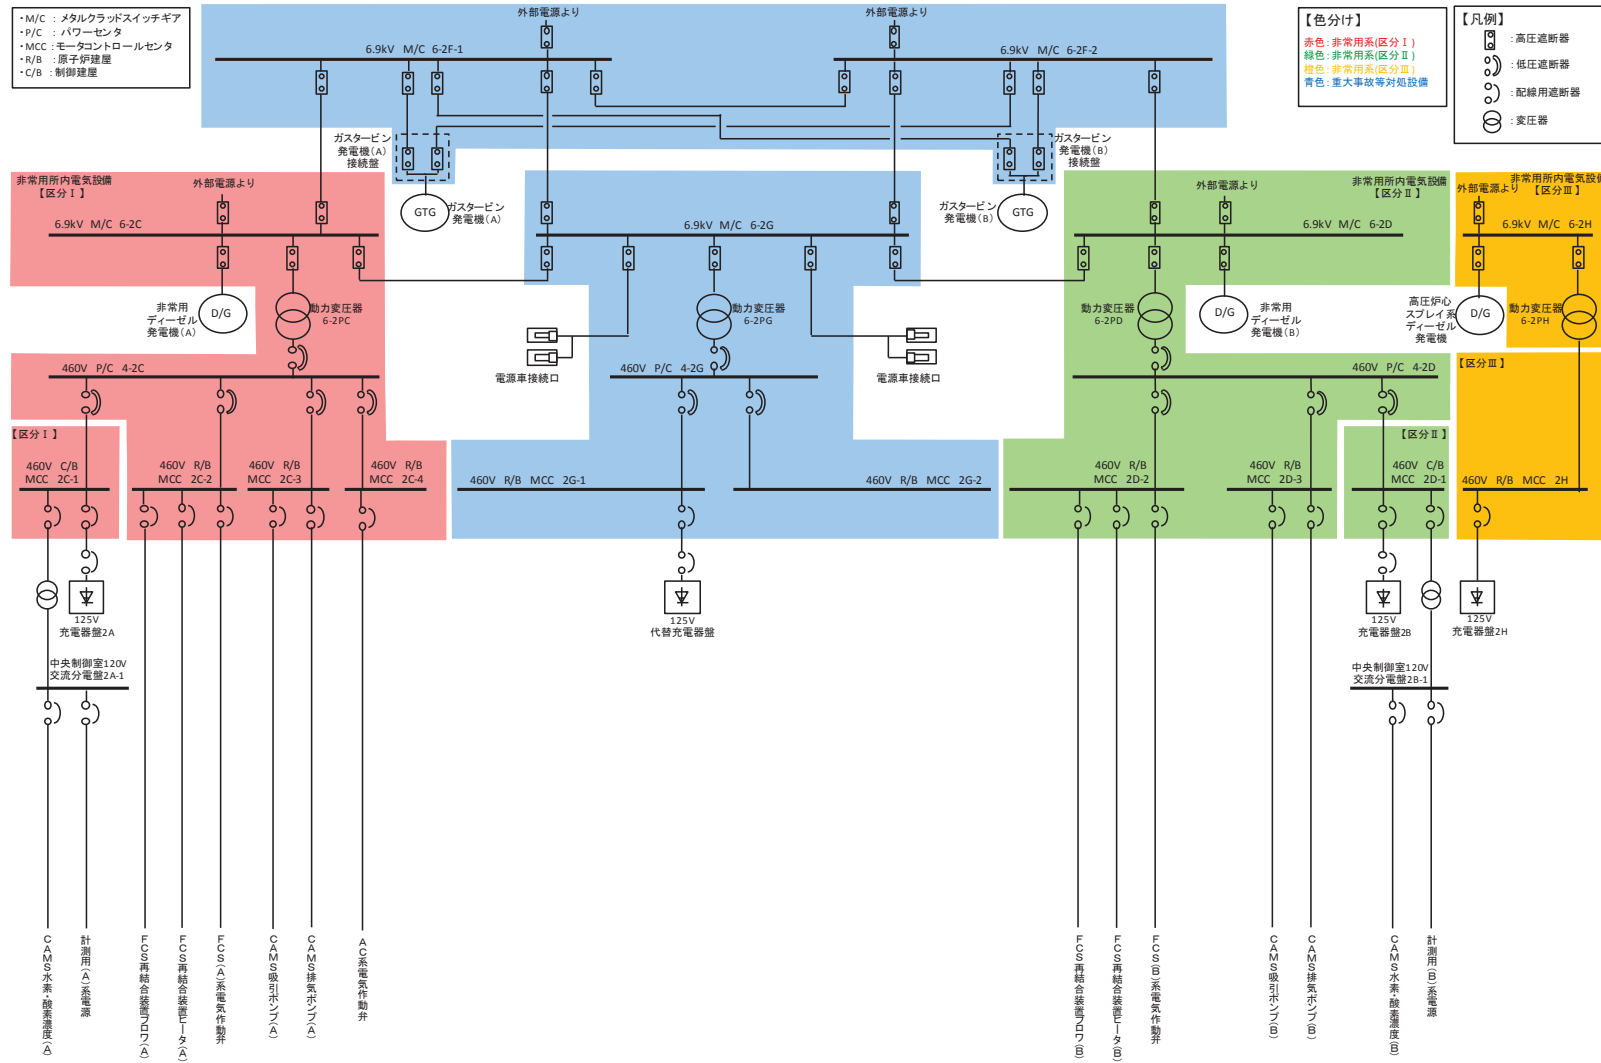 ・M/C : メタルクラッドスイッチギア
・P/C : パワーセンタ
・MCC : モータコントロールセンタ
・R/B : 原子炉建屋
・C/B : 制御建屋
外部電源より
外部電源より
6.9kV M/C 6-2F-1
6.9kV M/C 6-2F-2
【色分け】
赤色:非常用系(区分Ⅰ)
緑色:非常用系(区分Ⅱ)
橙色:非常用系(区分Ⅲ)
青色:重大事故等対処設備
【凡例】
:高圧遮断器
:低圧遮断器
:配線用遮断器
:変圧器
ガスタービン
発電機(A)
接続盤
ガスタービン
発電機(B)
接続盤
非常用所内電気設備
【区分Ⅰ】
外部電源より
GTG
ガスタービン
発電機(A)
ガスタービン
発電機(B)
GTG
外部電源より
非常用所内電気設備
【区分Ⅱ】
非常用所内電気設備
【区分Ⅲ】
外部電源より
6.9kV M/C 6-2C
6.9kV M/C 6-2G
6.9kV M/C 6-2D
6.9kV M/C 6-2H
非常用
ディーゼル
発電機(A)
D/G
動力変圧器
6-2PC
動力変圧器
6-2PG
動力変圧器
6-2PD
D/G
非常用
ディーゼル
発電機(B)
高圧炉心
スプレイ系
ディーゼル
発電機
D/G
動力変圧器
6-2PH
電源車接続口
電源車接続口
460V P/C 4-2C
460V P/C 4-2G
460V P/C 4-2D
【区分Ⅲ】
【区分Ⅰ】
【区分Ⅱ】
460V C/B
MCC 2C-1
460V R/B
MCC 2C-2
460V R/B
MCC 2C-3
460V R/B
MCC 2C-4
460V R/B MCC 2G-1
460V R/B MCC 2G-2
460V R/B
MCC 2D-2
460V R/B
MCC 2D-3
460V C/B
MCC 2D-1
460V R/B MCC 2H
125V
充電器盤2A
125V
代替充電器盤
125V
充電器盤2B
125V
充電器盤2H
中央制御室120V
交流分電盤2A-1
中央制御室120V
交流分電盤2B-1
CAMS水素・酸素濃度(A)
計測用(A)系電源
FCS再結合装置ブロワ(A)
FCS再結合装置ヒータ(A)
FCS(A)系電気作動弁
CAMS吸引ポンプ(A)
CAMS排気ポンプ(A)
AC系電気作動弁
FCS再結合装置ブロワ(B)
FCS再結合装置ヒータ(B)
FCS(B)系電気作動弁
CAMS吸引ポンプ(B)
CAMS排気ポンプ(B)
CAMS水素・酸素濃度(B)
計測用(B)系電源